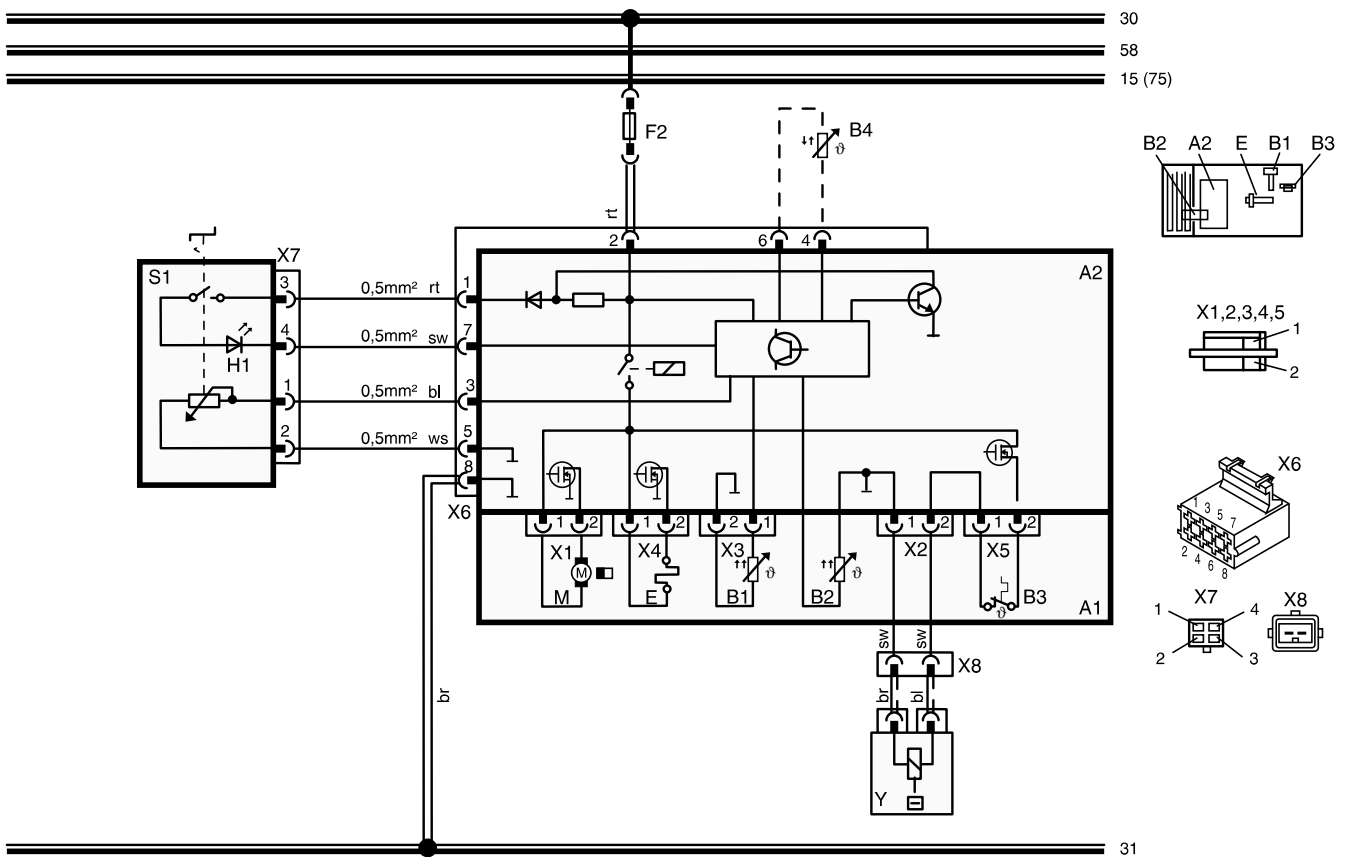 30
58
15 (75)
F2
B4
ϑ
B2 A2 E B1 B3
rt
2 6 4
X7
S1
A2
3 0,5mm² rt 1
4 0,5mm² sw 7
H1
1 0,5mm² bl 3
2 0,5mm² ws 5
8
X6
X1,2,3,4,5
1
2
X6
1 3 5 7
2 4 6 8
1 2 1 2 2 1 1 2 1 2
X1 X4 X3 X2 X5
M
ϑ
ϑ
M E B1 B2 B3
ϑ
A1
X7 X8
1 4
2 3
sw sw
X8
br
br bl
Y
31